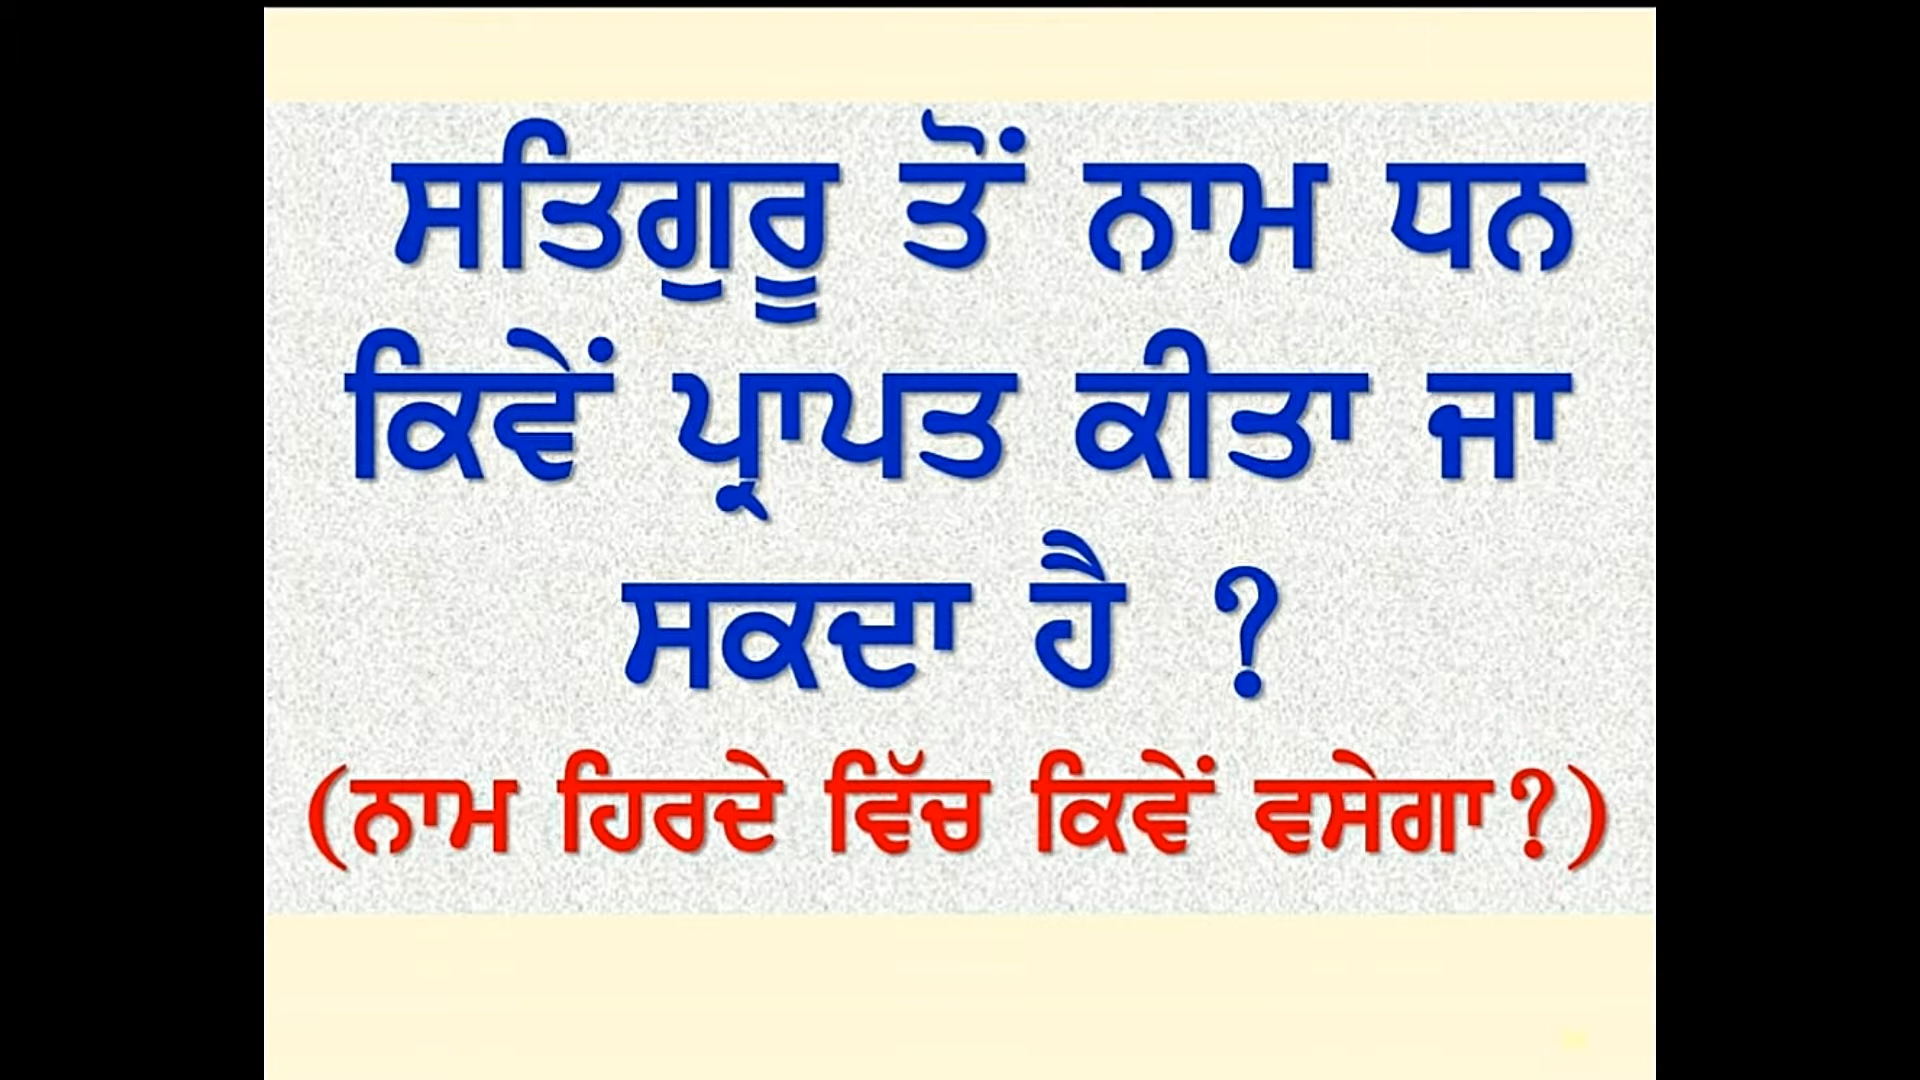 ਸਤਿਗੁਰੂ ਤੋਂ ਨਾਮ ਧਨ
ਕਿਵੇਂ ਪ੍ਰਾਪਤ ਕੀਤਾ ਜਾ
ਸਕਦਾ ਹੈ ?
(ਨਾਮ ਹਿਰਦੇ ਵਿੱਚ ਕਿਵੇਂ ਵਸੇਗਾ?)